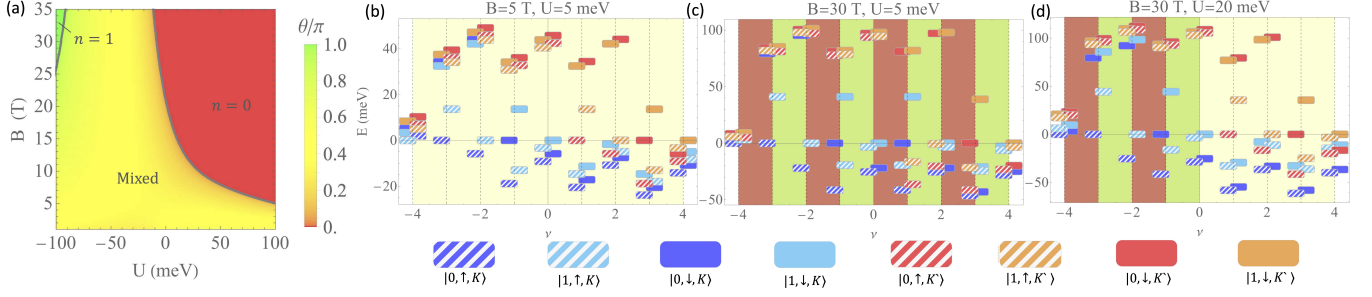 (a)
35
30
25
20
15
10
5
B (T)
n = 1
n = 0
Mixed
−100 −50 0 50 100
U (meV)
θ/π
1.0
0.8
0.6
0.4
0.2
0.
(b)
B=5 T, U=5 meV
E (meV)
40
20
0
−20
−4 −2 0 2 4
ν
(c)
B=30 T, U=5 meV
100
50
0
−50
−4 −2 0 2 4
ν
(d)
B=30 T, U=20 meV
100
50
0
−50
−4 −2 0 2 4
ν
|0,↑,K⟩ |1,↑,K⟩ |0,↓,K⟩ |1,↓,K⟩ |0,↑,K`⟩ |1,↑,K`⟩ |0,↓,K`⟩ |1,↓,K`⟩